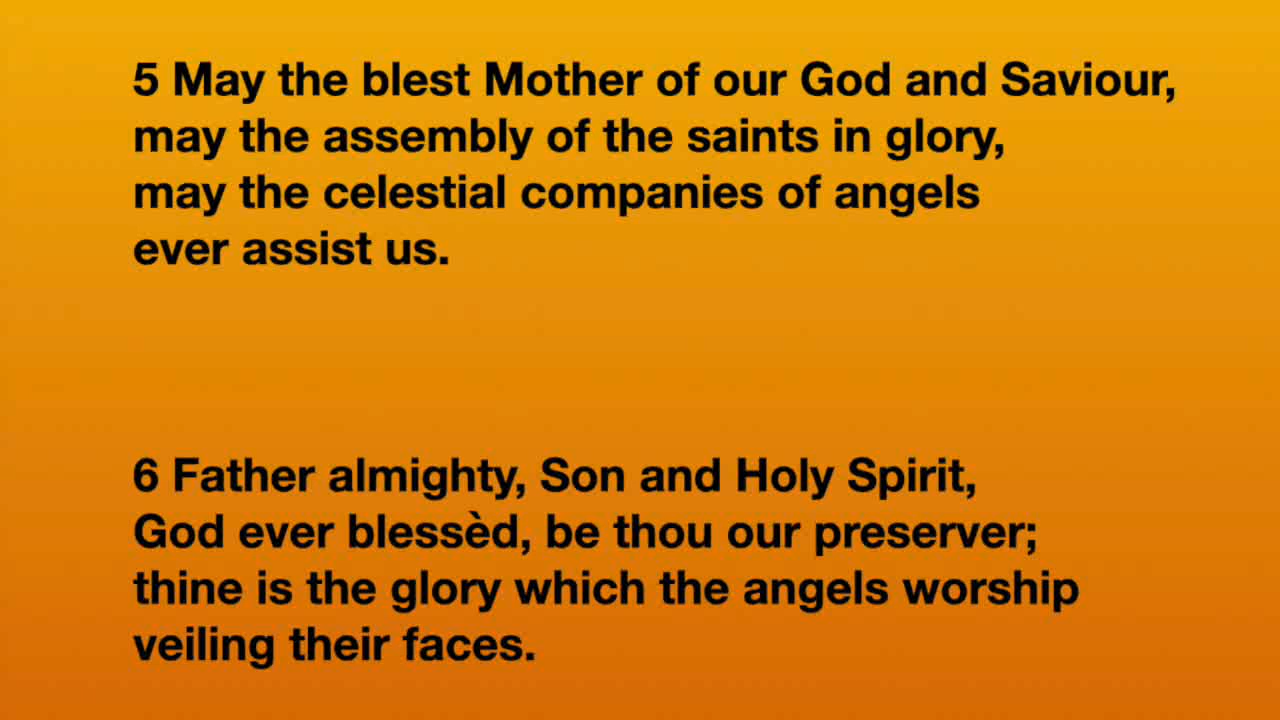 5 May the blest Mother of our God and Saviour,
may the assembly of the saints in glory,
may the celestial companies of angels
ever assist us.
6 Father almighty, Son and Holy Spirit,
God ever blessèd, be thou our preserver;
thine is the glory which the angels worship
veiling their faces.